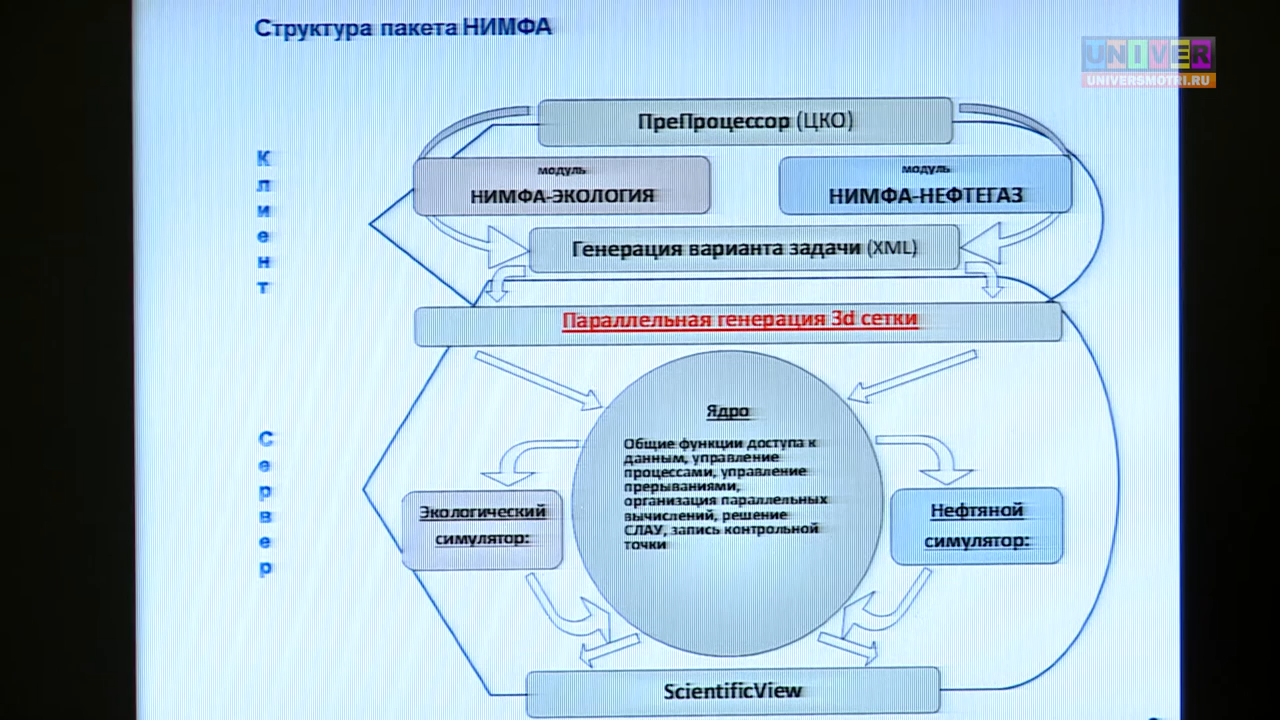 Структура пакета НИМФА
UNIVER
UNIVERSMOTRI.RU
ПреПроцессор (ЦКО)
Клиент
модуль
НИМФА-ЭКОЛОГИЯ
модуль
НИМФА-НЕФТЕГАЗ
Генерация варианта задачи (XML)
Параллельная генерация 3d сетки
Сервер
Ядро
Общие функции доступа к
данным, управление
процессами, управление
прерываниями,
организация параллельных
вычислений, решение
СЛАУ, запись контрольной
точки
Экологический
симулятор:
Нефтяной
симулятор:
ScientificView